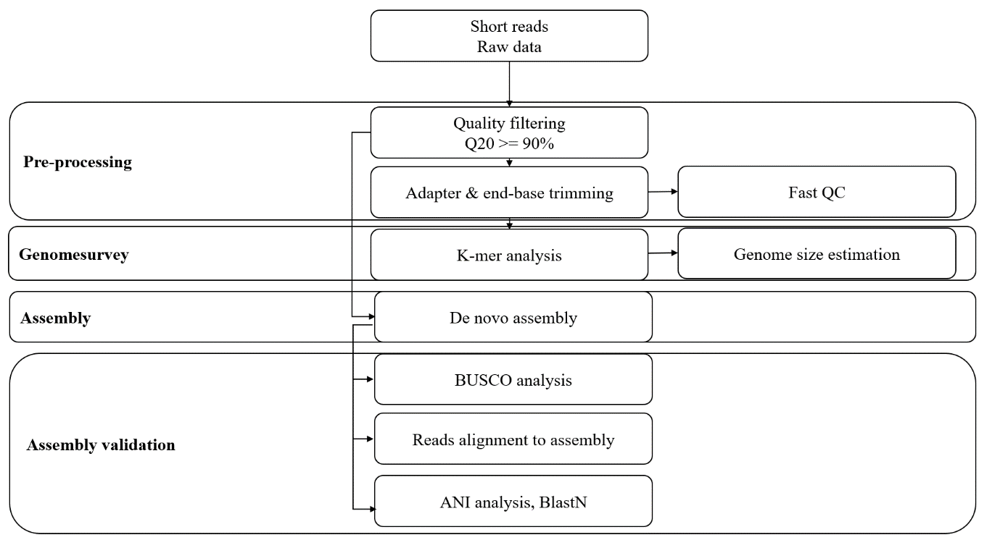 Short reads
Raw data
Quality filtering
Q20 >= 90%
Pre-processing
Adapter & end-base trimming
Fast QC
Genomesurvey
K-mer analysis
Genome size estimation
Assembly
De novo assembly
BUSCO analysis
Assembly validation
Reads alignment to assembly
ANI analysis, BlastN